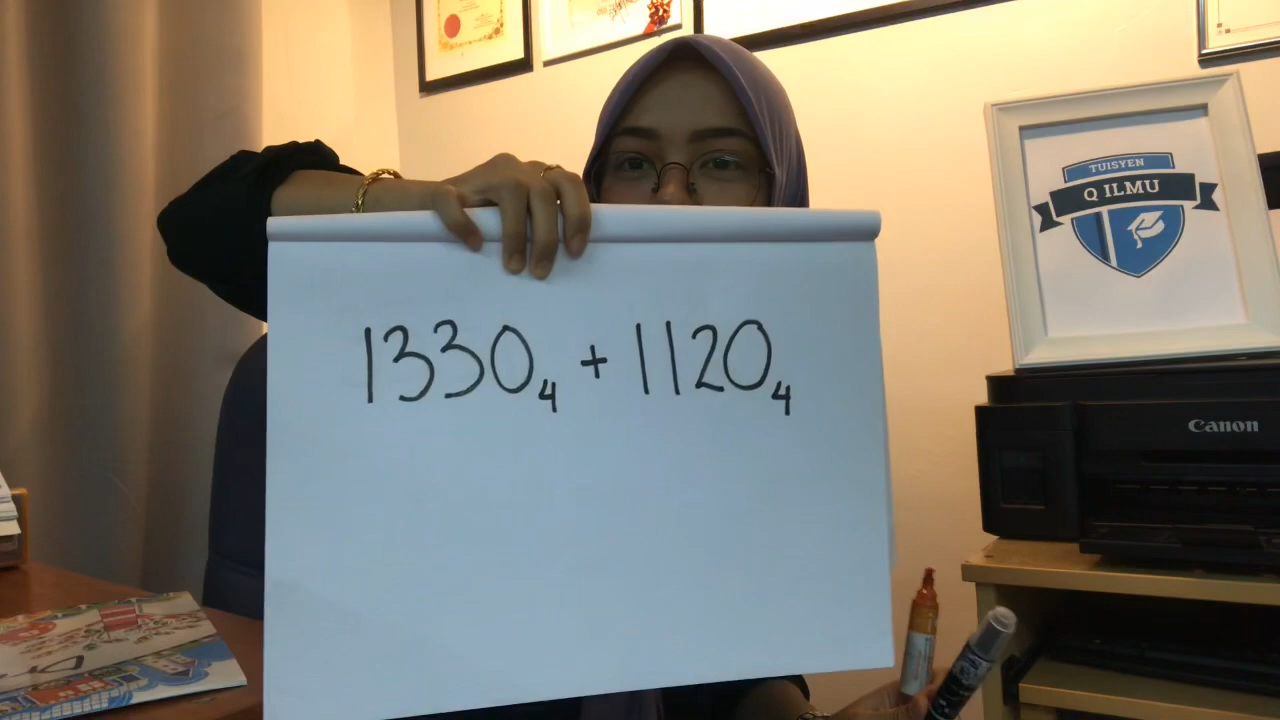 1330₄ + 1120₄
TUISYEN
Q ILMU
Canon